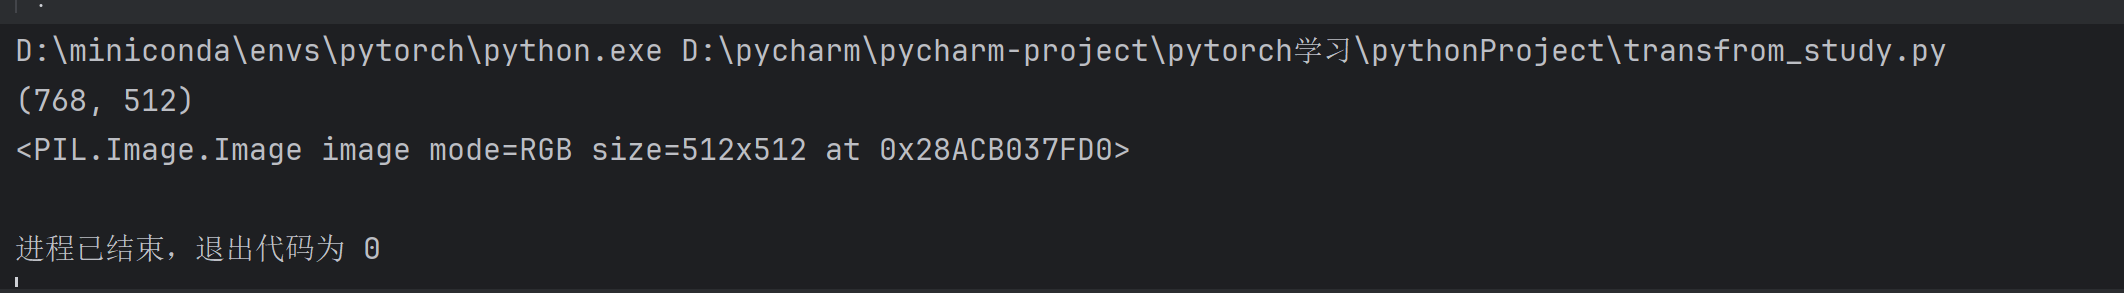 D:\miniconda\envs\pytorch\python.exe D:\pycharm\pycharm-project\pytorch学习\pythonProject\transfrom_study.py
(768, 512)
<PIL.Image.Image image mode=RGB size=512x512 at 0x28ACB037FD0>
进程已结束，退出代码为 0